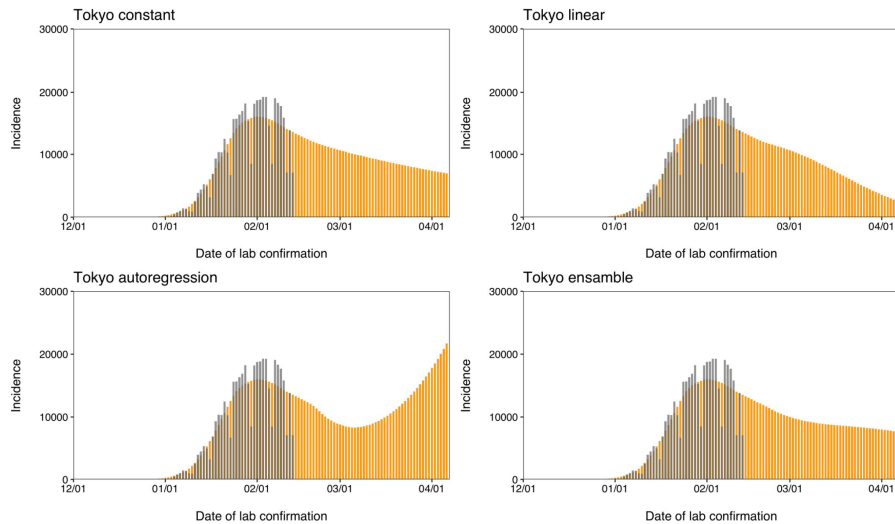 Tokyo constant
30000
20000
10000
0
Incidence
12/01 01/01 02/01 03/01 04/01
Date of lab confirmation
Tokyo linear
30000
20000
10000
0
Incidence
12/01 01/01 02/01 03/01 04/01
Date of lab confirmation
Tokyo autoregression
30000
20000
10000
0
Incidence
12/01 01/01 02/01 03/01 04/01
Date of lab confirmation
Tokyo ensamble
30000
20000
10000
0
Incidence
12/01 01/01 02/01 03/01 04/01
Date of lab confirmation